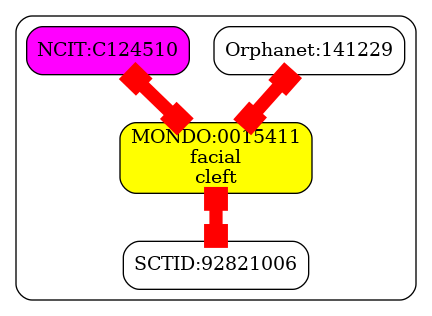 NCIT:C124510
Orphanet:141229
MONDO:0015411
facial
cleft
SCTID:92821006